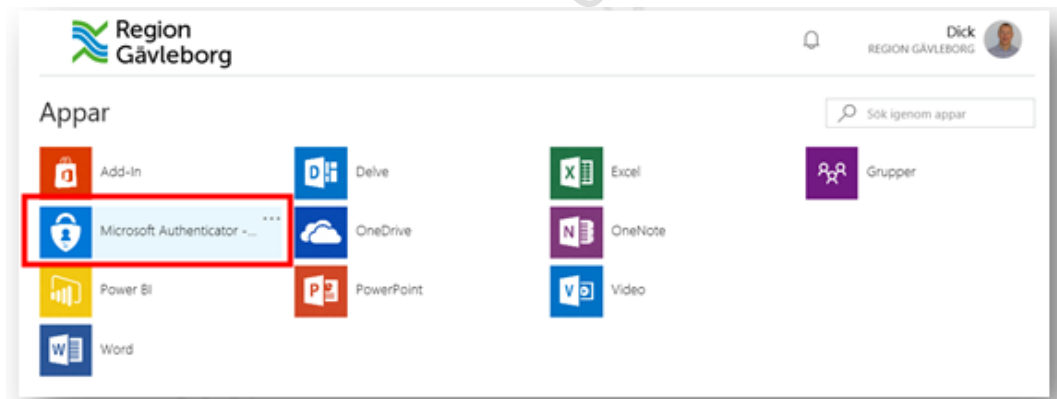 Region
Gävleborg
Dick
REGION GÄVLEBORG
Appar
Sök igenom appar
Add-In
Delve
Excel
Grupper
Microsoft Authenticator -...
OneDrive
OneNote
Power BI
PowerPoint
Video
Word